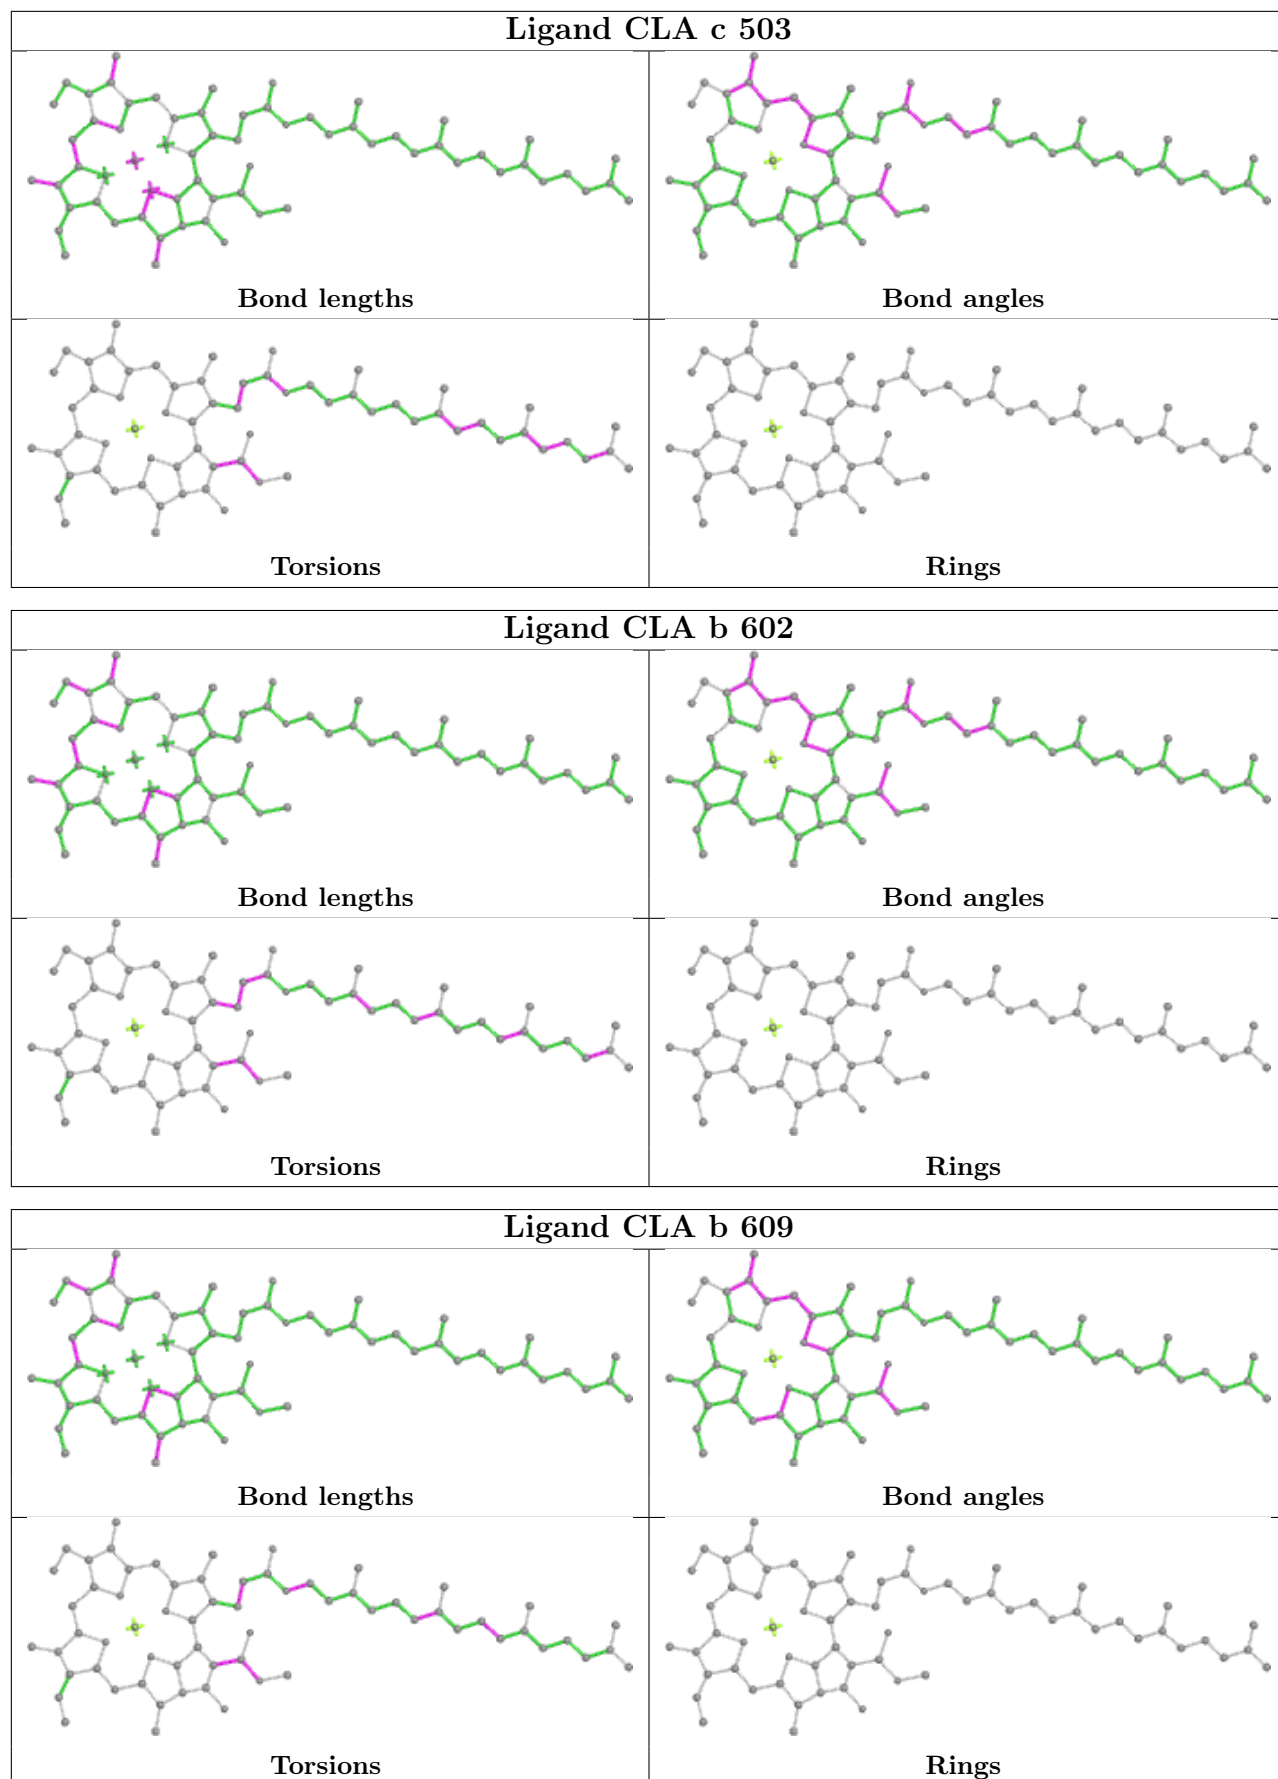 Ligand CLA c 503
Bond lengths
Bond angles
Torsions
Rings
Ligand CLA b 602
Bond lengths
Bond angles
Torsions
Rings
Ligand CLA b 609
Bond lengths
Bond angles
Torsions
Rings